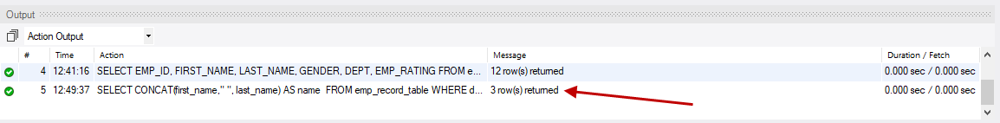 Output
Action Output
# Time Action Message Duration / Fetch
4 12:41:16 SELECT EMP_ID, FIRST_NAME, LAST_NAME, GENDER, DEPT, EMP_RATING FROM e... 12 row(s) returned 0.000 sec / 0.000 sec
5 12:49:37 SELECT CONCAT(first_name," ", last_name) AS name  FROM emp_record_table WHERE d... 3 row(s) returned 0.000 sec / 0.000 sec